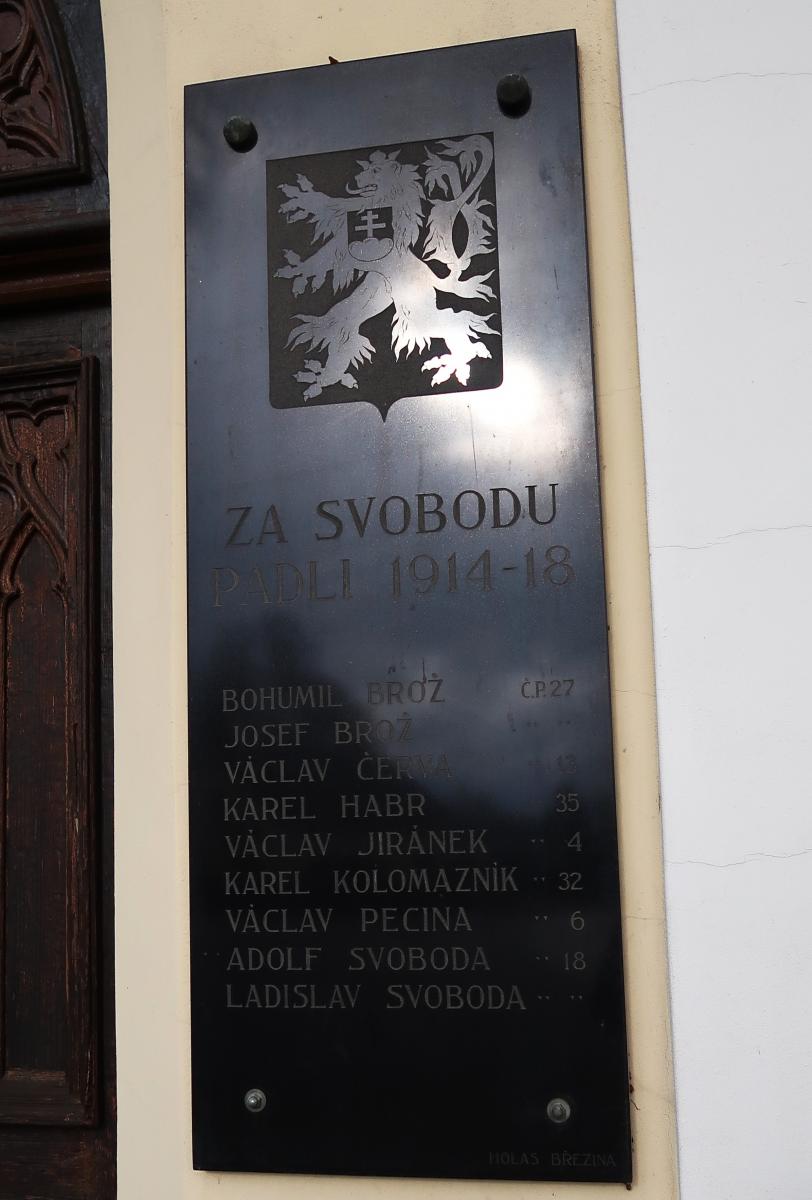 ZA SVOBODU
PADLI 1914-18
BOHUMIL BROŽ Č.P. 27
JOSEF BROŽ " "
VÁCLAV ČERVA " 13
KAREL HABR 35
VÁCLAV JIRÁNEK " 4
KAREL KOLOMAZNÍK " 32
VÁCLAV PECINA " 6
ADOLF SVOBODA " 18
LADISLAV SVOBODA " "
HOLAS BŘEZINA